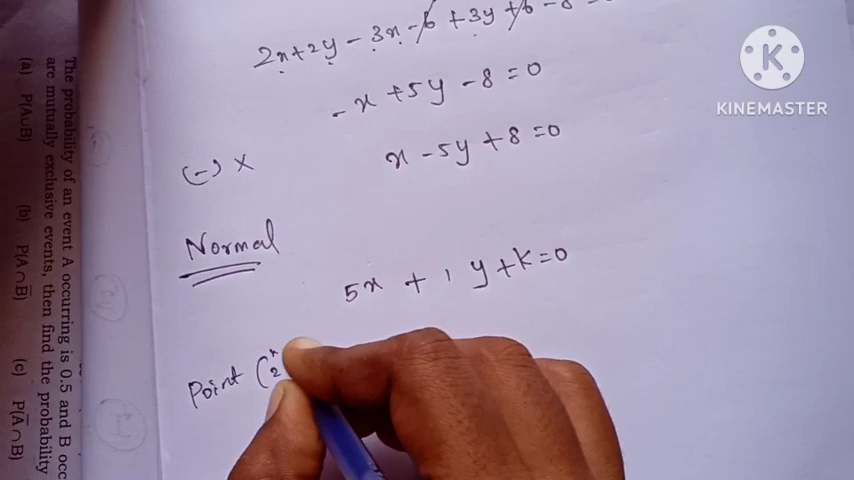 2x+2y - 3x - 6 + 3y + 6 - 8
- x + 5y - 8 = 0
(-) x x - 5y + 8 = 0
Normal
5x + 1 y + k = 0
Point (x 2
KINEMASTER
The probability of an event A occurring is 0.5 and B occ
are mutually exclusive events, then find the probability
(a) P(A∪B) (b) P(A ∩ B̅) (c) P(A̅ ∩ B)